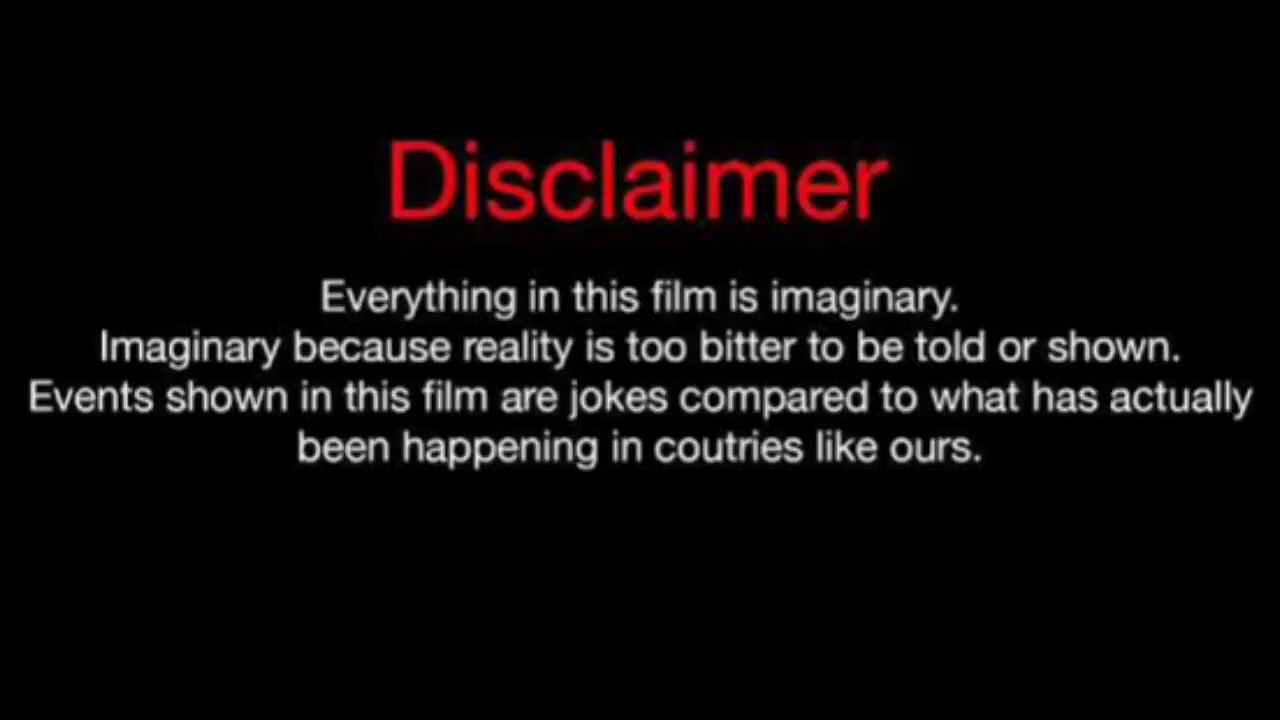 Disclaimer
Everything in this film is imaginary.
Imaginary because reality is too bitter to be told or shown.
Events shown in this film are jokes compared to what has actually
been happening in coutries like ours.